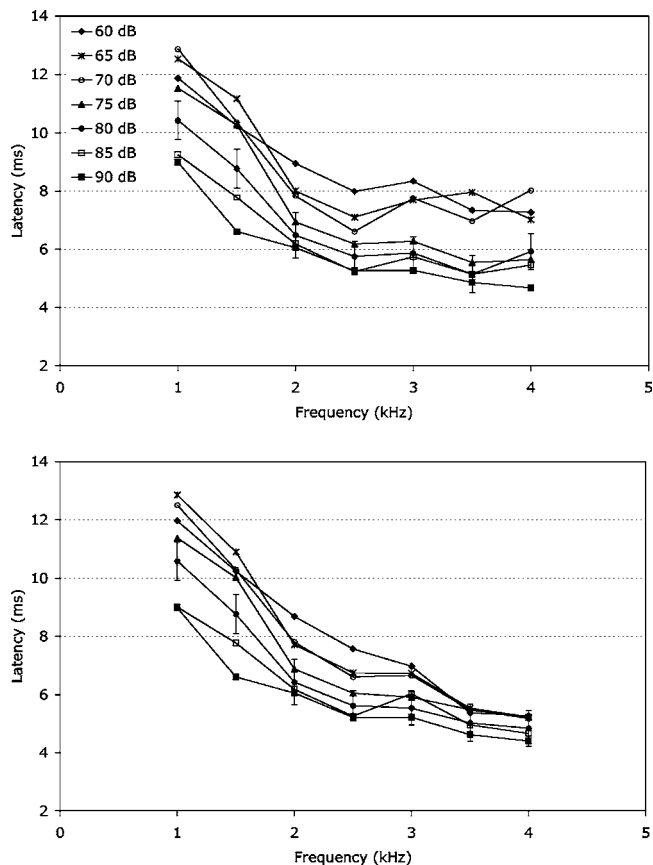 14
12
10
8
6
4
2
Latency (ms)
60 dB
65 dB
70 dB
75 dB
80 dB
85 dB
90 dB
0 1 2 3 4 5
Frequency (kHz)
14
12
10
8
6
4
2
Latency (ms)
0 1 2 3 4 5
Frequency (kHz)